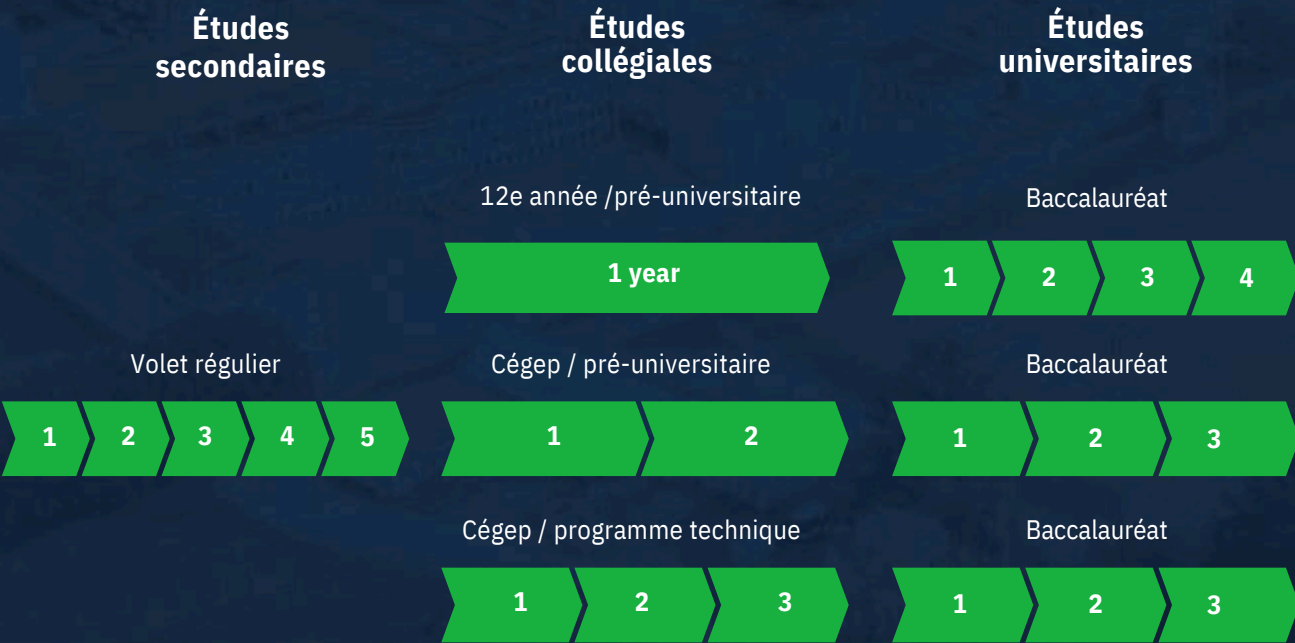 Études
secondaires
Études
collégiales
Études
universitaires
12e année /pré-universitaire
Baccalauréat
1 year
1 2 3 4
Volet régulier
Cégep / pré-universitaire
Baccalauréat
1 2 3 4 5
1 2
1 2 3
Cégep / programme technique
Baccalauréat
1 2 3
1 2 3